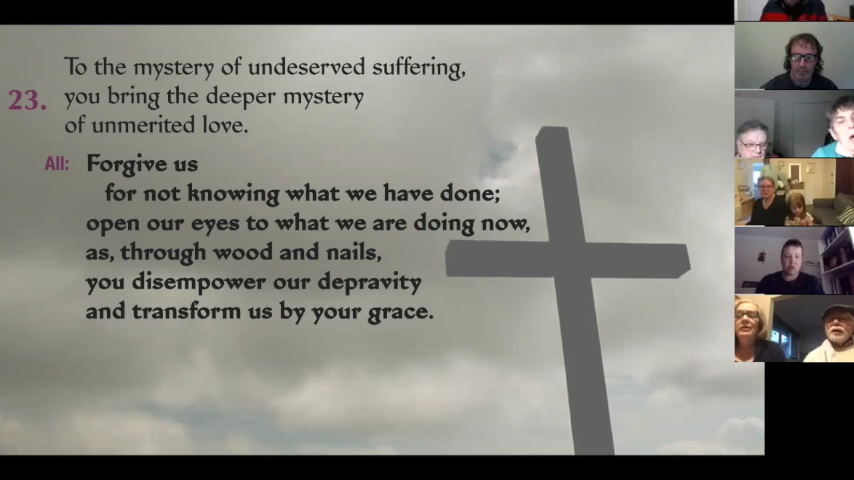 To the mystery of undeserved suffering,
23. you bring the deeper mystery
of unmerited love.
All: Forgive us
for not knowing what we have done;
open our eyes to what we are doing now,
as, through wood and nails,
you disempower our depravity
and transform us by your grace.